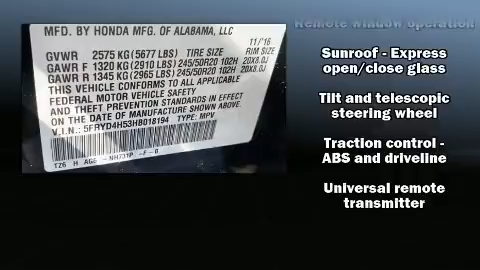 MFD. BY HONDA MFG. OF ALABAMA, LLC
11/'16
GVWR 2575 KG (5677 LBS) TIRE SIZE RIM SIZE
GAWR F 1320 KG (2910 LBS) 245/50R20 102H 20X8.0J
GAWR R 1345 KG (2965 LBS) 245/50R20 102H 20X8.0J
THIS VEHICLE CONFORMS TO ALL APPLICABLE
FEDERAL MOTOR VEHICLE SAFETY
AND THEFT PREVENTION STANDARDS IN EFFECT
ON THE DATE OF MANUFACTURE SHOWN ABOVE.
V.I.N.: 5FRYD4H53HB018194 TYPE: MPV
TZ6 H AG6 NH731P -F-B
Remote window operation
Sunroof - Express
open/close glass
Tilt and telescopic
steering wheel
Traction control -
ABS and driveline
Universal remote
transmitter